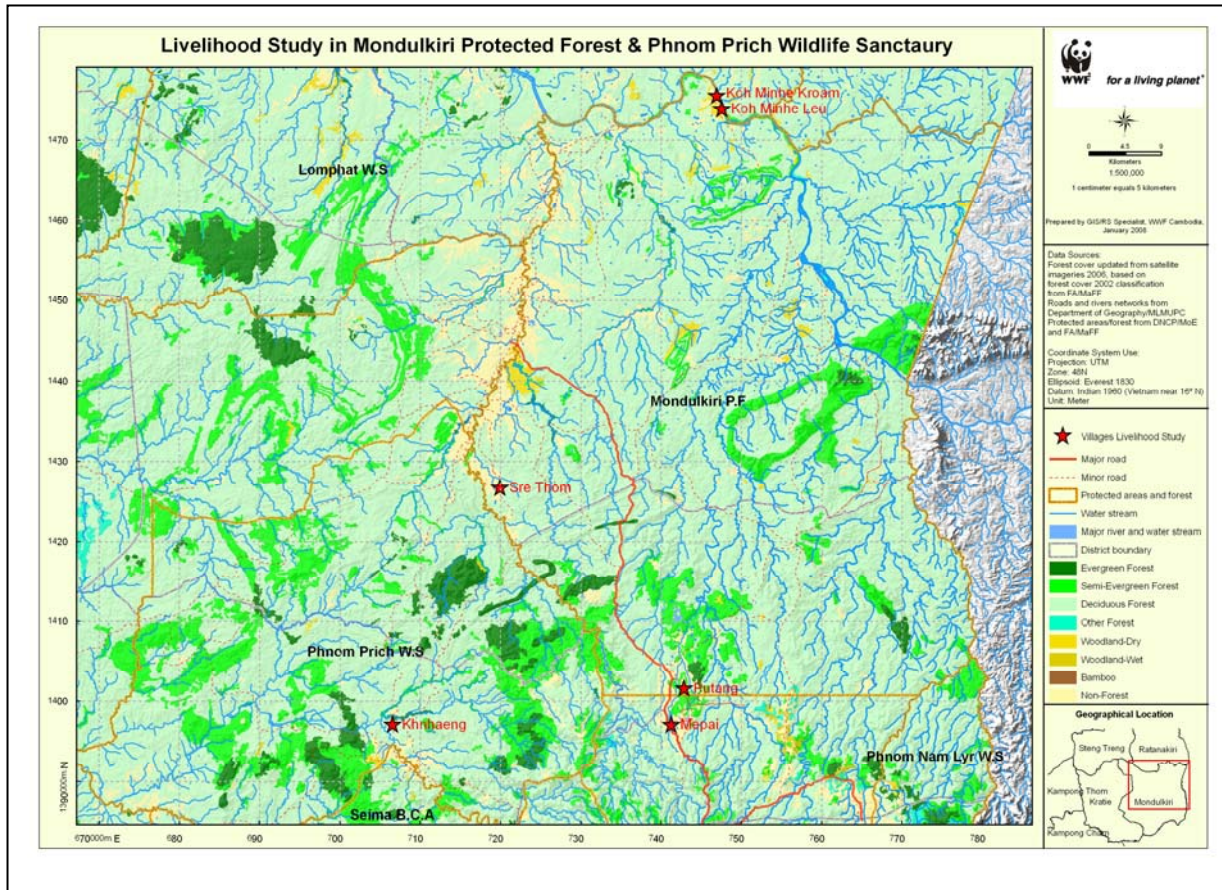 Livelihood Study in Mondulkiri Protected Forest & Phnom Prich Wildlife Sanctaury
WWF
for a living planet®
0 4.5 9
Kilometers
1:500,000
1 centimeter equals 5 kilometers
Prepared by GIS/RS Specialist, WWF Cambodia,
January 2008
Data Sources:
Forest cover updated from satellite
imageries 2006, based on
forest cover 2002 classification
from FA/MaFF
Roads and rivers networks from
Department of Geography/MLMUPC
Protected areas/forest from DNCP/MoE
and FA/MaFF
Coordinate System Use:
Projection: UTM
Zone: 48N
Ellipsoid: Everest 1830
Datum: Indian 1960 (Vietnam near 16° N)
Unit: Meter
Villages Livelihood Study
Major road
Minor road
Protected areas and forest
Water stream
Major river and water stream
District boundary
Evergreen Forest
Semi-Evergreen Forest
Deciduous Forest
Other Forest
Woodland-Dry
Woodland-Wet
Bamboo
Non-Forest
Geographical Location
Steng Treng
Ratanakiri
Kampong Thom
Kratie
Mondulkiri
Kampong Cham
Koh Minhe Kroam
Koh Minhe Leu
Lomphat W.S
Mondulkiri P.F
Sre Thom
Phnom Prich W.S
Putang
Khnhaeng
Mepai
Phnom Nam Lyr W.S
Seima B.C.A
1470
1460
1450
1440
1430
1420
1410
1400
1390000m N
670000m E
680
690
700
710
720
730
740
750
760
770
780